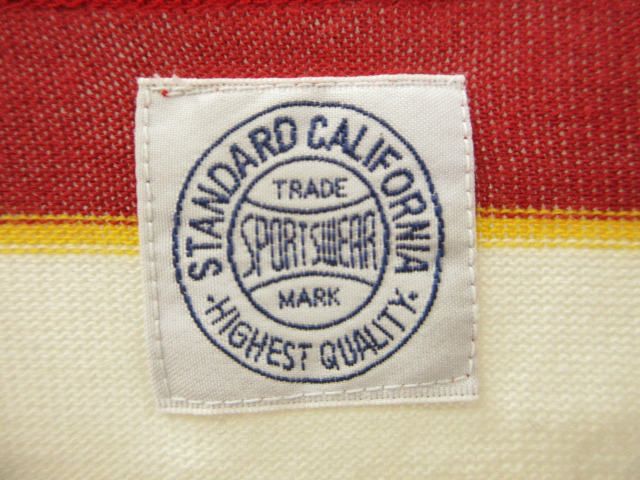 STANDARD CALIFORNIA
TRADE
SPORTSWEAR
MARK
·HIGHEST QUALITY·